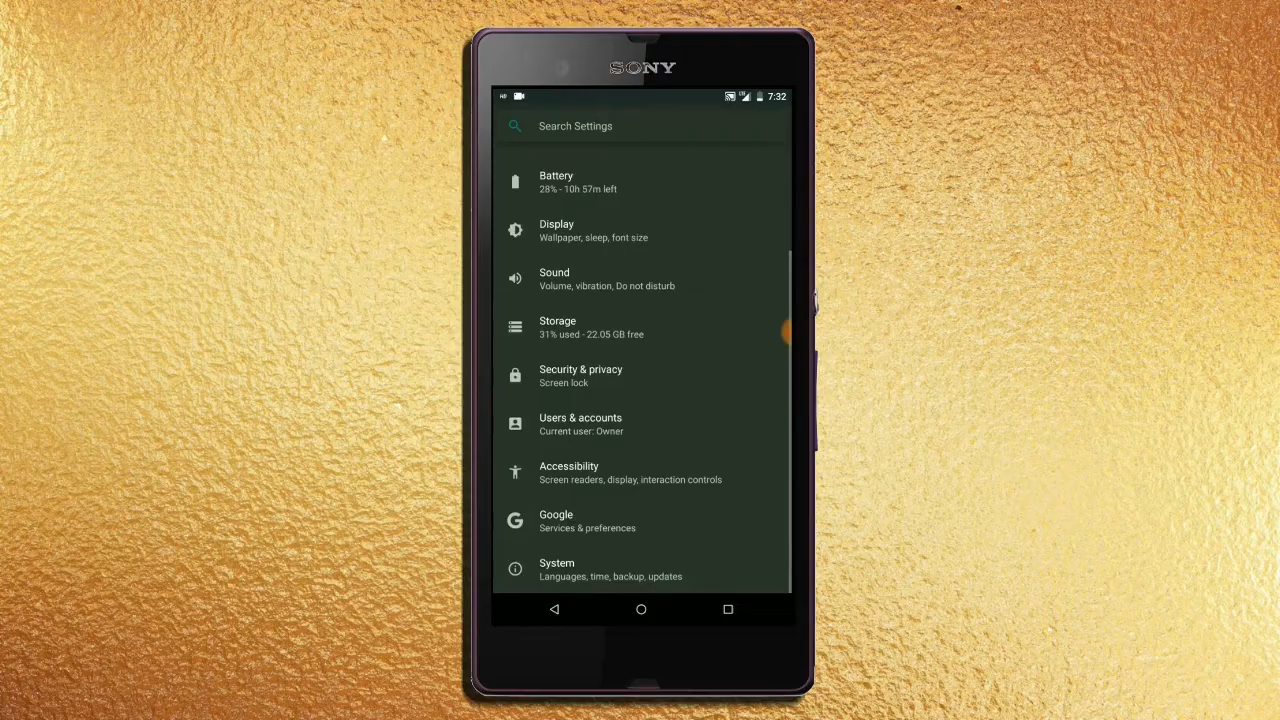 SONY
HD
LTE 7:32
Search Settings
Battery
28% - 10h 57m left
Display
Wallpaper, sleep, font size
Sound
Volume, vibration, Do not disturb
Storage
31% used - 22.05 GB free
Security & privacy
Screen lock
Users & accounts
Current user: Owner
Accessibility
Screen readers, display, interaction controls
Google
Services & preferences
System
Languages, time, backup, updates